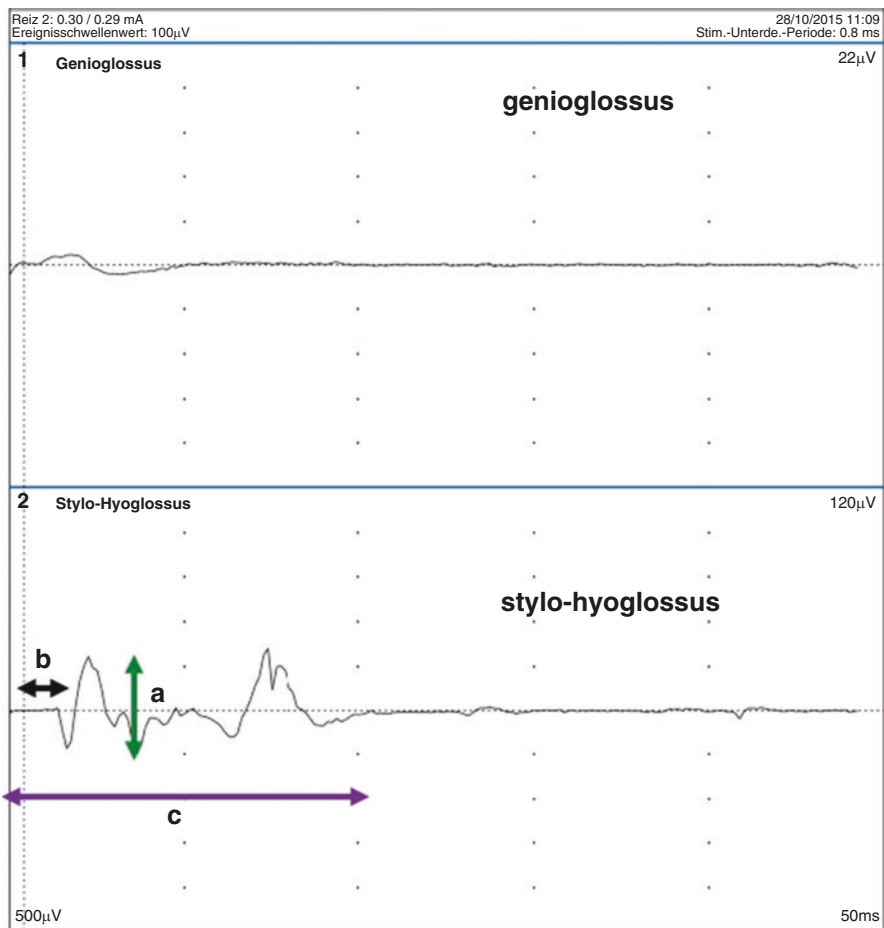 Reiz 2: 0.30 / 0.29 mA 28/10/2015 11:09
Ereignisschwellenwert: 100µV Stim.-Unterde.-Periode: 0.8 ms
1 Genioglossus 22µV
genioglossus
2 Stylo-Hyoglossus 120µV
stylo-hyoglossus
b
a
c
500µV 50ms